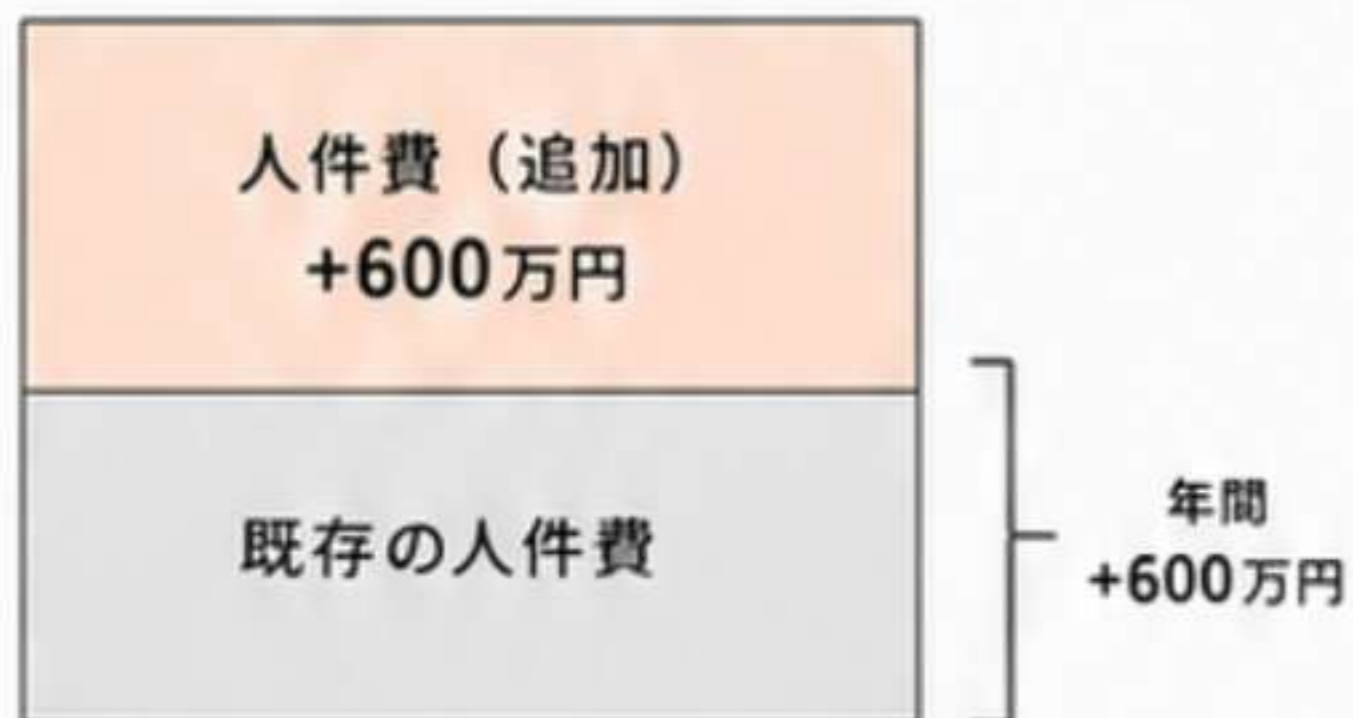 人件費（追加）
+600万円
既存の人件費
年間
+600万円